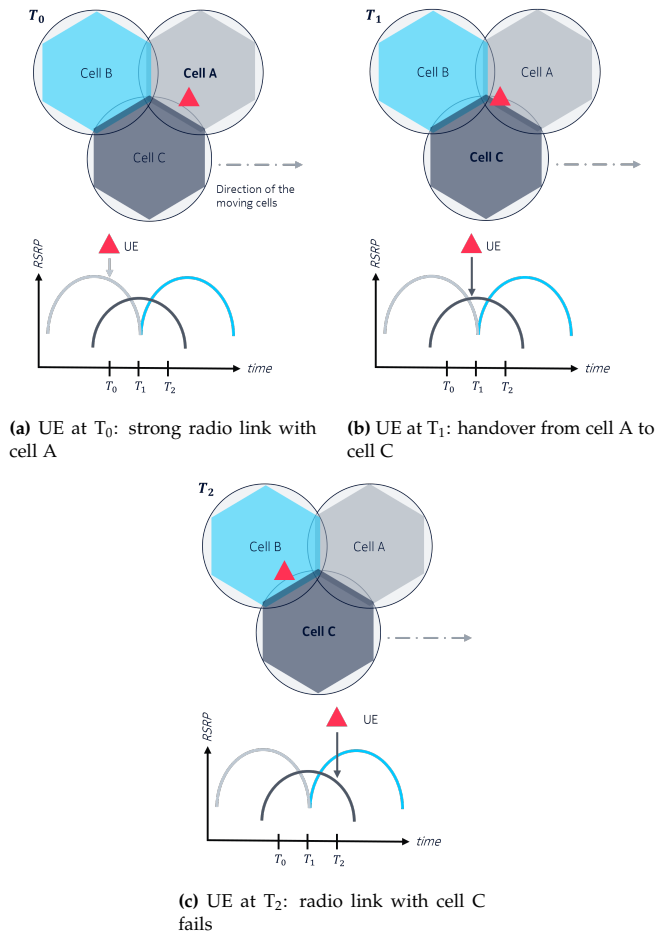 T₀
Cell B
Cell A
Cell C
Direction of the
moving cells
UE
RSRP
T₀ T₁ T₂
time
(a) UE at T₀: strong radio link with
cell A
T₁
Cell B
Cell A
Cell C
UE
RSRP
T₀ T₁ T₂
time
(b) UE at T₁: handover from cell A to
cell C
T₂
Cell B
Cell A
Cell C
UE
RSRP
T₀ T₁ T₂
time
(c) UE at T₂: radio link with cell C
fails